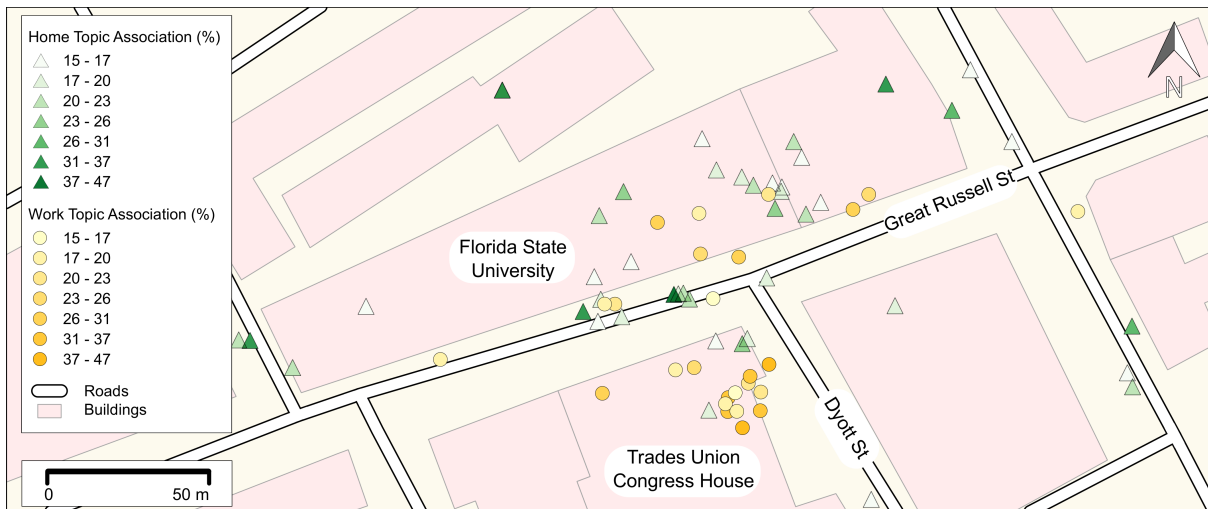 Home Topic Association (%)
15 - 17
17 - 20
20 - 23
23 - 26
26 - 31
31 - 37
37 - 47
Work Topic Association (%)
15 - 17
17 - 20
20 - 23
23 - 26
26 - 31
31 - 37
37 - 47
Roads
Buildings
0
50 m
N
Great Russell St
Florida State
University
Dyott St
Trades Union
Congress House